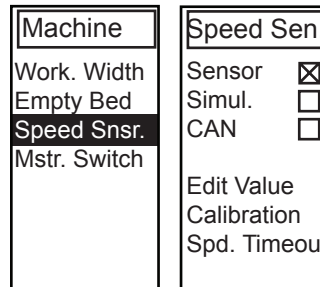 Machine
Work. Width
Empty Bed
Speed Snsr.
Mstr. Switch
Speed Sen
Sensor
Simul.
CAN
Edit Value
Calibration
Spd. Timeou